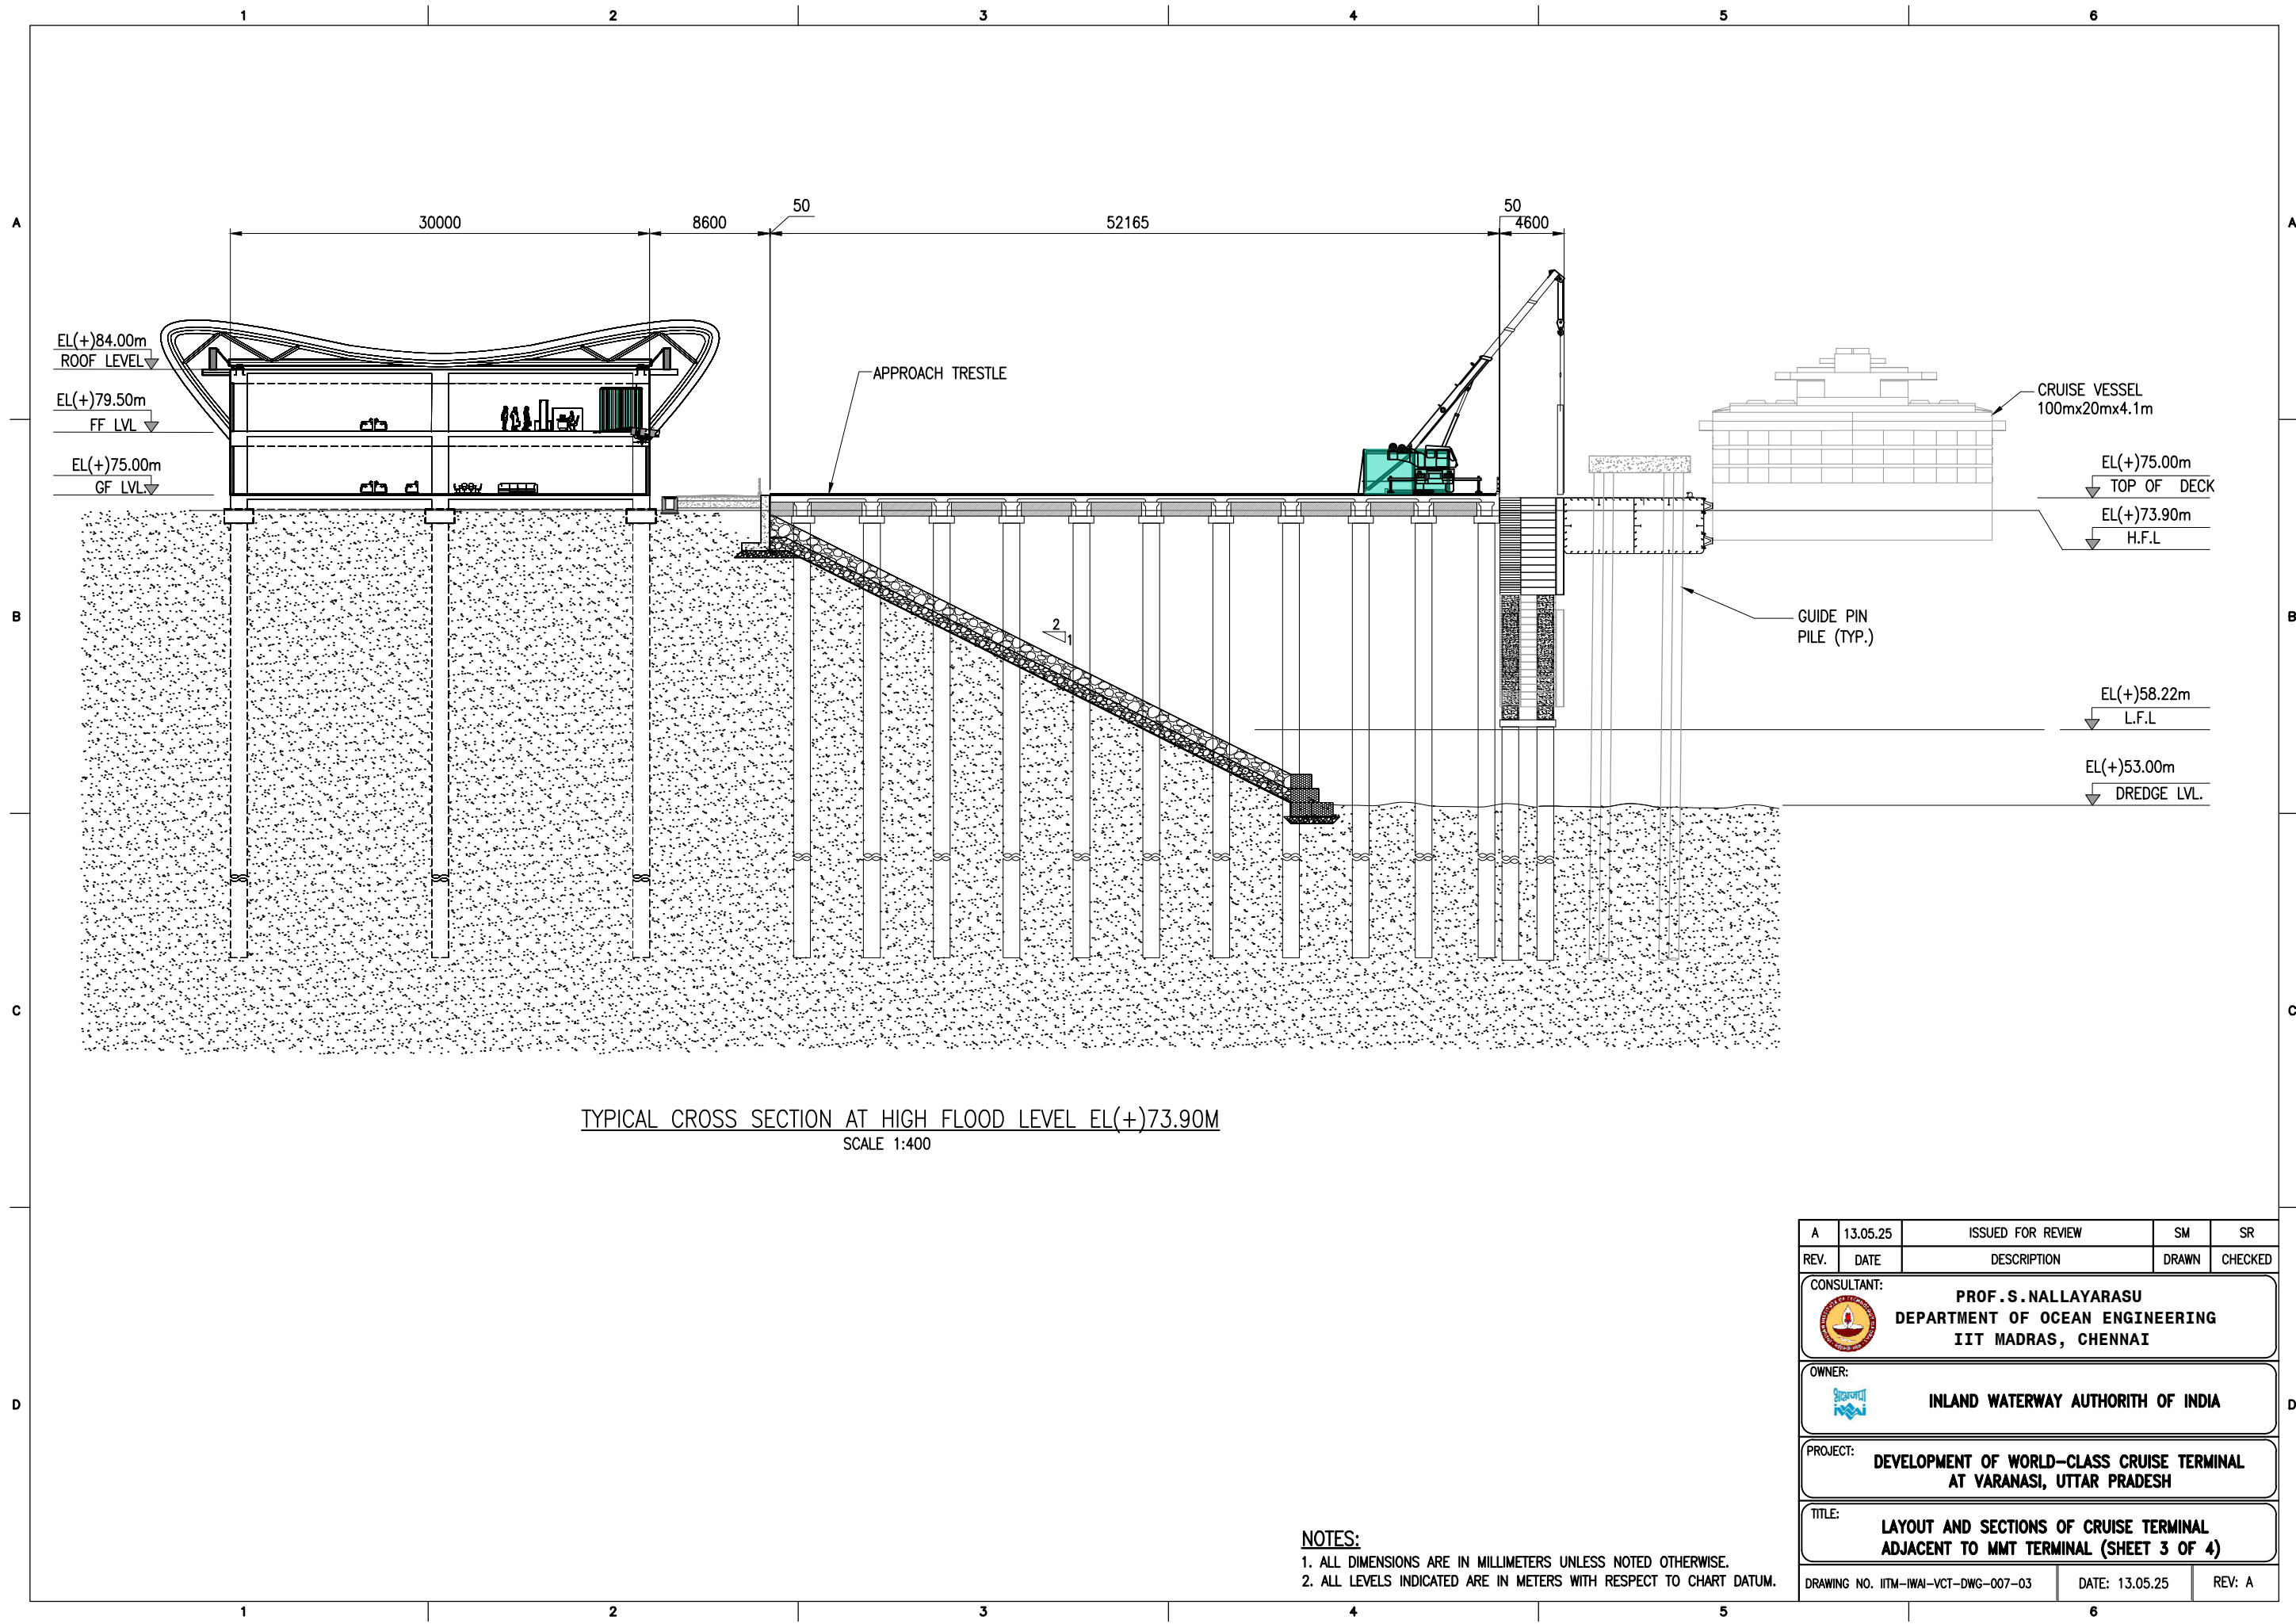 1 2 3 4 5 6
A A
B B
C C
D D
50 50
30000 8600 52165 4600
EL(+)84.00m
ROOF LEVEL
EL(+)79.50m
FF LVL
EL(+)75.00m
GF LVL
APPROACH TRESTLE
CRUISE VESSEL
100mx20mx4.1m
EL(+)75.00m
TOP OF DECK
EL(+)73.90m
H.F.L
GUIDE PIN
PILE (TYP.)
2
1
EL(+)58.22m
L.F.L
EL(+)53.00m
DREDGE LVL.
TYPICAL CROSS SECTION AT HIGH FLOOD LEVEL EL(+)73.90M
SCALE 1:400
NOTES:
1. ALL DIMENSIONS ARE IN MILLIMETERS UNLESS NOTED OTHERWISE.
2. ALL LEVELS INDICATED ARE IN METERS WITH RESPECT TO CHART DATUM.
A 13.05.25 ISSUED FOR REVIEW SM SR
REV. DATE DESCRIPTION DRAWN CHECKED
CONSULTANT:
PROF.S.NALLAYARASU
DEPARTMENT OF OCEAN ENGINEERING
IIT MADRAS, CHENNAI
OWNER:
INLAND WATERWAY AUTHORITH OF INDIA
PROJECT:
DEVELOPMENT OF WORLD-CLASS CRUISE TERMINAL
AT VARANASI, UTTAR PRADESH
TITLE:
LAYOUT AND SECTIONS OF CRUISE TERMINAL
ADJACENT TO MMT TERMINAL (SHEET 3 OF 4)
DRAWING NO. IITM-IWAI-VCT-DWG-007-03 DATE: 13.05.25 REV: A
1 2 3 4 5 6